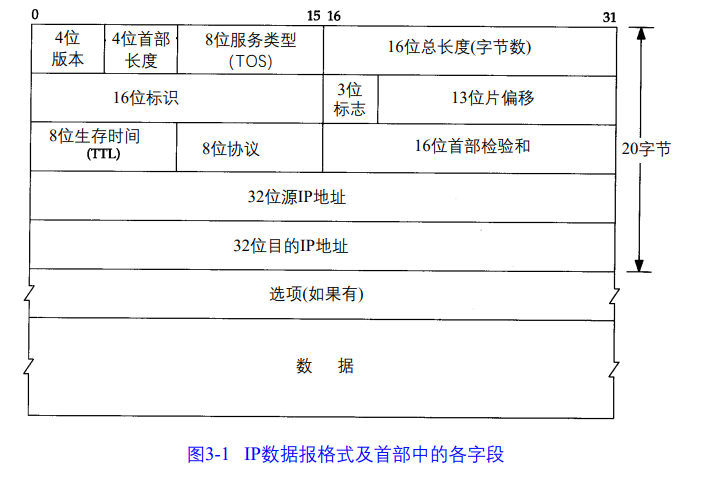 0 15 16 31
4位 4位首部 8位服务类型 16位总长度(字节数)
版本 长度 (TOS)
16位标识 3位 13位片偏移
标志
8位生存时间 8位协议 16位首部检验和 20字节
(TTL)
32位源IP地址
32位目的IP地址
选项(如果有)
数 据
图3-1 IP数据报格式及首部中的各字段